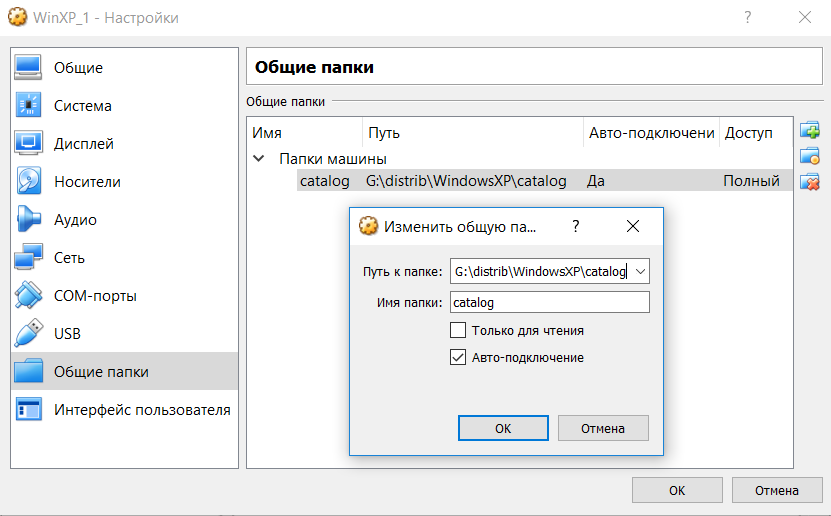 WinXP_1 - Настройки
?
Общие
Система
Дисплей
Носители
Аудио
Сеть
COM-порты
USB
Общие папки
Интерфейс пользователя
Общие папки
Общие папки
Имя Путь Авто-подключени Доступ
Папки машины
catalog G:\distrib\WindowsXP\catalog Да Полный
Изменить общую па... ?
Путь к папке: G:\distrib\WindowsXP\catalog
Имя папки: catalog
Только для чтения
Авто-подключение
OK Отмена
OK Отмена